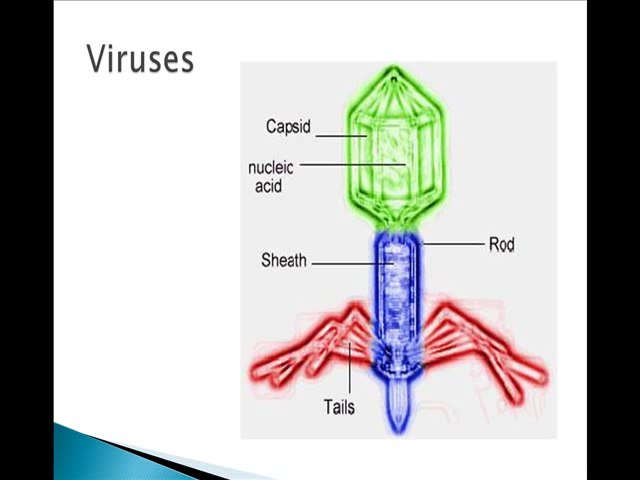 Viruses
Capsid
nucleic
acid
Rod
Sheath
Tails